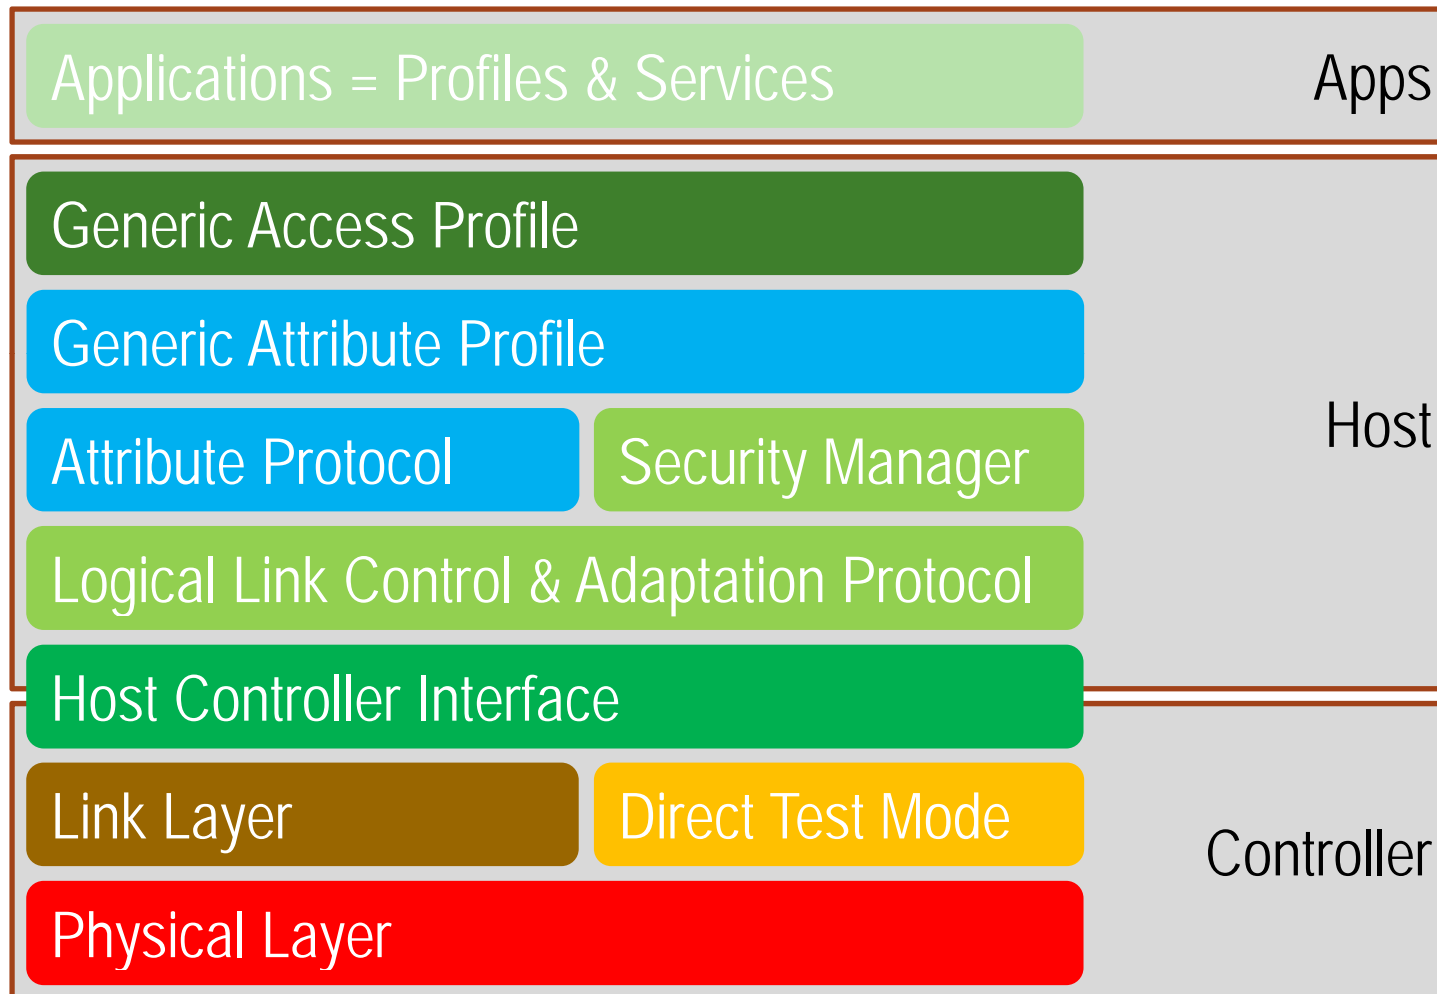 Applications = Profiles & Services
Apps
Generic Access Profile
Generic Attribute Profile
Host
Attribute Protocol
Security Manager
Logical Link Control & Adaptation Protocol
Host Controller Interface
Link Layer
Direct Test Mode
Controller
Physical Layer